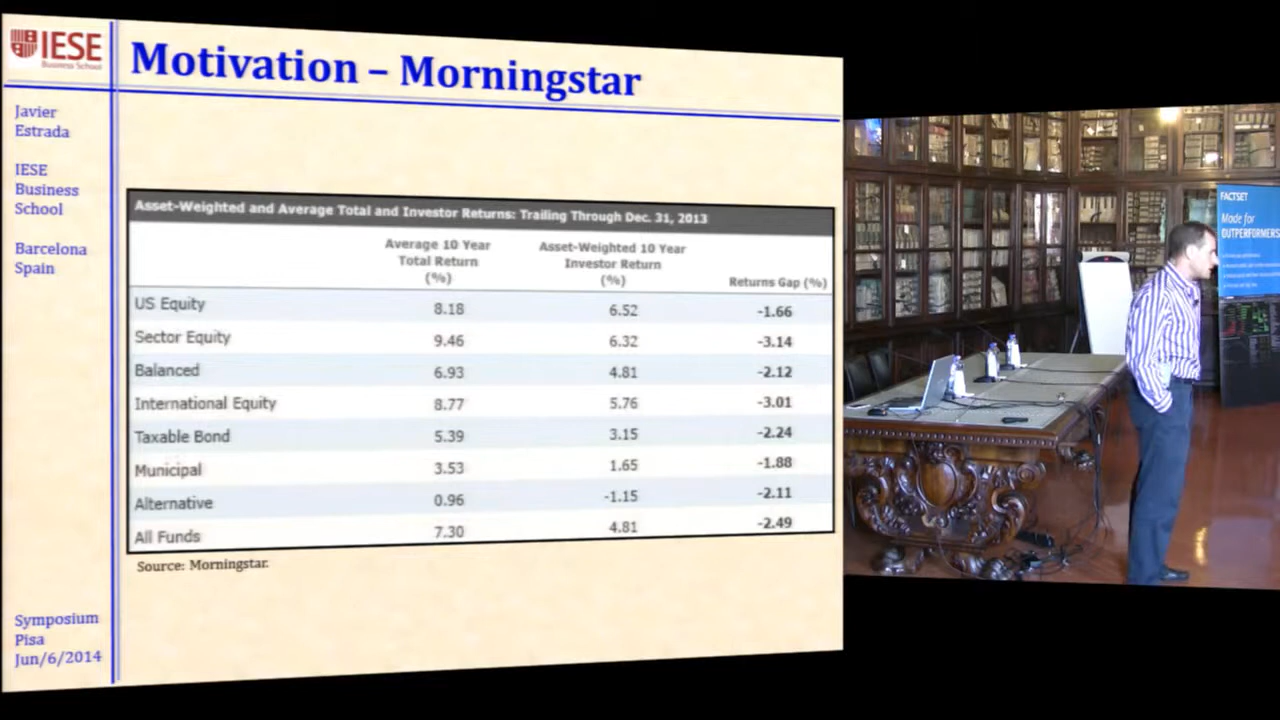 IESE
Business School
Motivation – Morningstar
Javier
Estrada
IESE
Business
School
Barcelona
Spain
Asset-Weighted and Average Total and Investor Returns: Trailing Through Dec. 31, 2013
Average 10 Year Total Return (%) Asset-Weighted 10 Year Investor Return (%) Returns Gap (%)
US Equity 8.18 6.52 -1.66
Sector Equity 9.46 6.32 -3.14
Balanced 6.93 4.81 -2.12
International Equity 8.77 5.76 -3.01
Taxable Bond 5.39 3.15 -2.24
Municipal 3.53 1.65 -1.88
Alternative 0.96 -1.15 -2.11
All Funds 7.30 4.81 -2.49
Source: Morningstar.
Symposium
Pisa
Jun/6/2014
FACTSET
Made for
OUTPERFORMERS